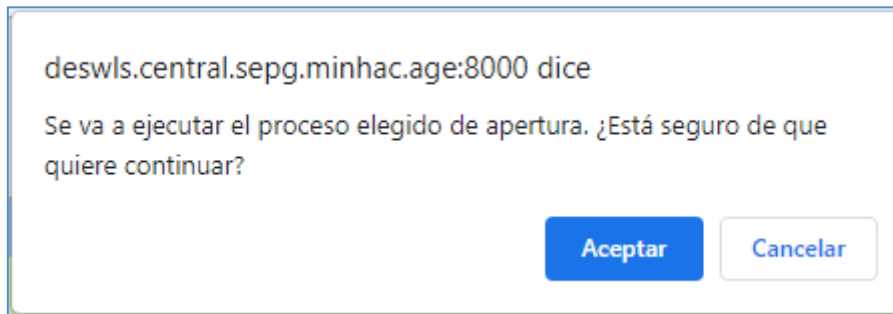 deswls.central.sepg.minhac.age:8000 dice
Se va a ejecutar el proceso elegido de apertura. ¿Está seguro de que
quiere continuar?
Aceptar
Cancelar